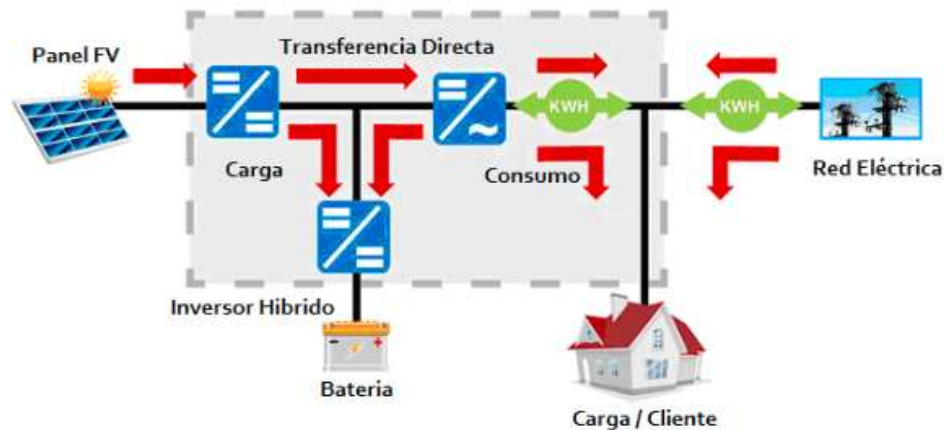 Panel FV
Transferencia Directa
KWH
KWH
Carga
Consumo
Red Eléctrica
Inversor Hibrido
Bateria
Carga / Cliente